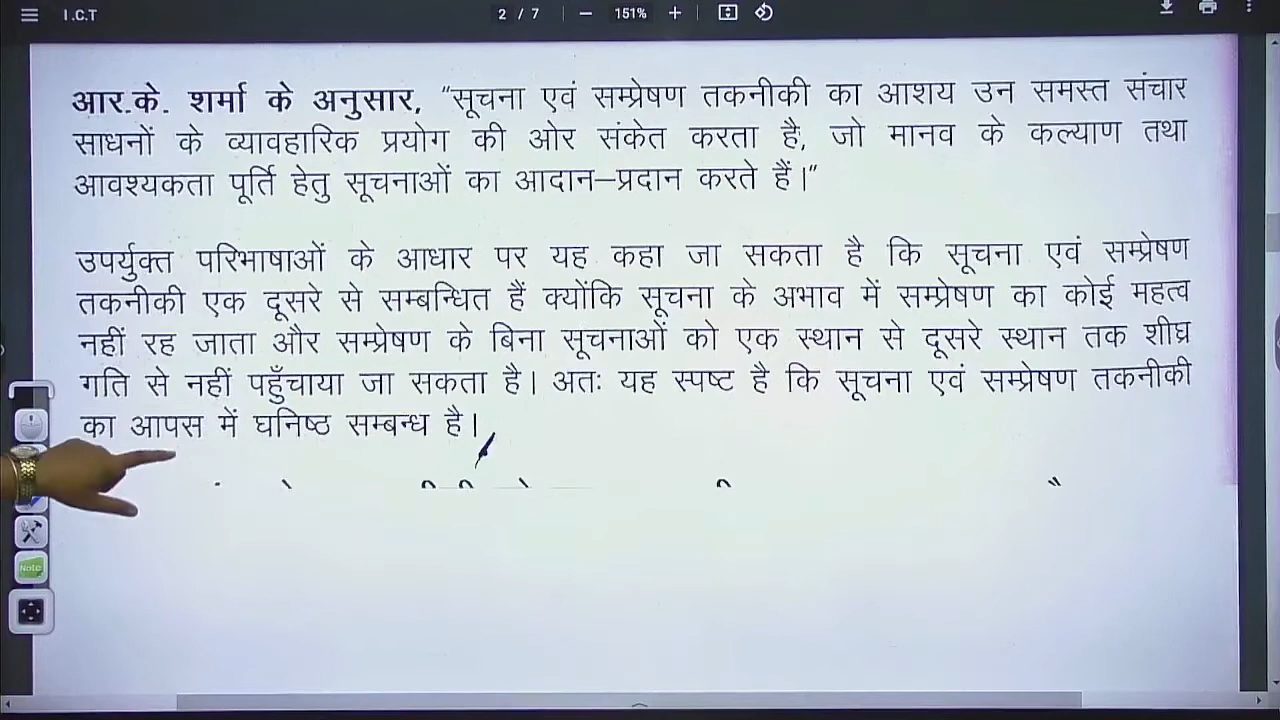 I.C.T
2 / 7
151%
आर.के. शर्मा के अनुसार, "सूचना एवं सम्प्रेषण तकनीकी का आशय उन समस्त संचार
साधनों के व्यावहारिक प्रयोग की ओर संकेत करता है, जो मानव के कल्याण तथा
आवश्यकता पूर्ति हेतु सूचनाओं का आदान–प्रदान करते हैं।"
उपर्युक्त परिभाषाओं के आधार पर यह कहा जा सकता है कि सूचना एवं सम्प्रेषण
तकनीकी एक दूसरे से सम्बन्धित हैं क्योंकि सूचना के अभाव में सम्प्रेषण का कोई महत्व
नहीं रह जाता और सम्प्रेषण के बिना सूचनाओं को एक स्थान से दूसरे स्थान तक शीघ्र
गति से नहीं पहुँचाया जा सकता है। अतः यह स्पष्ट है कि सूचना एवं सम्प्रेषण तकनीकी
का आपस में घनिष्ठ सम्बन्ध है।
Note